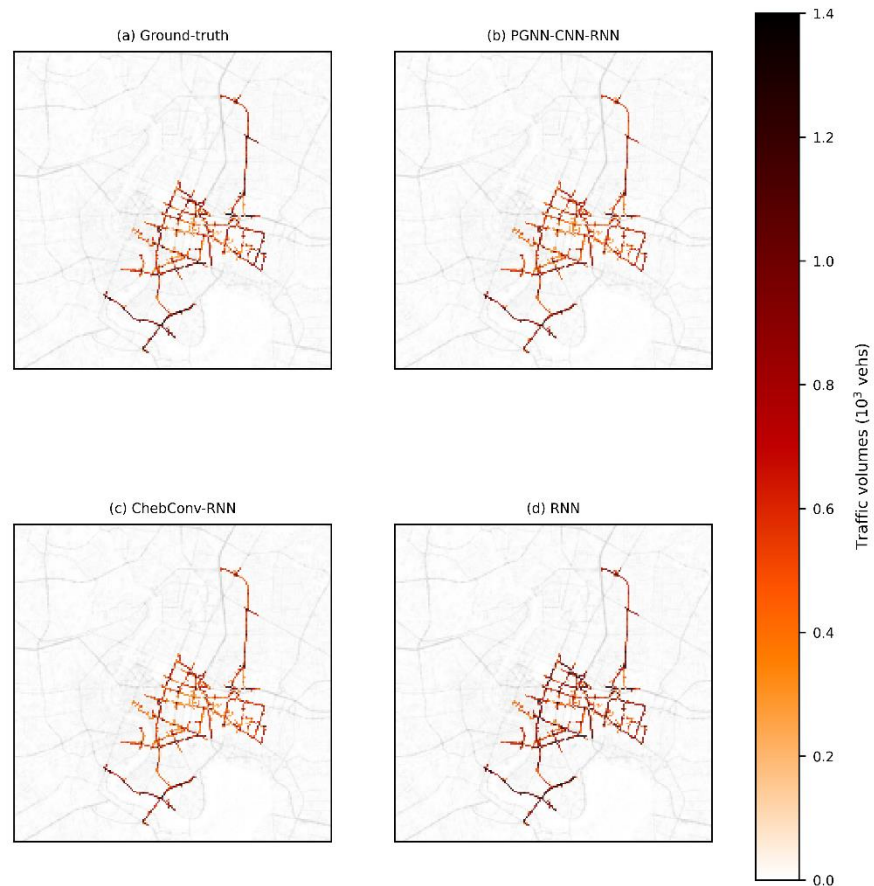 (a) Ground-truth
(b) PGNN-CNN-RNN
(c) ChebConv-RNN
(d) RNN
1.4
1.2
1.0
0.8
0.6
0.4
0.2
0.0
Traffic volumes (10³ vehs)